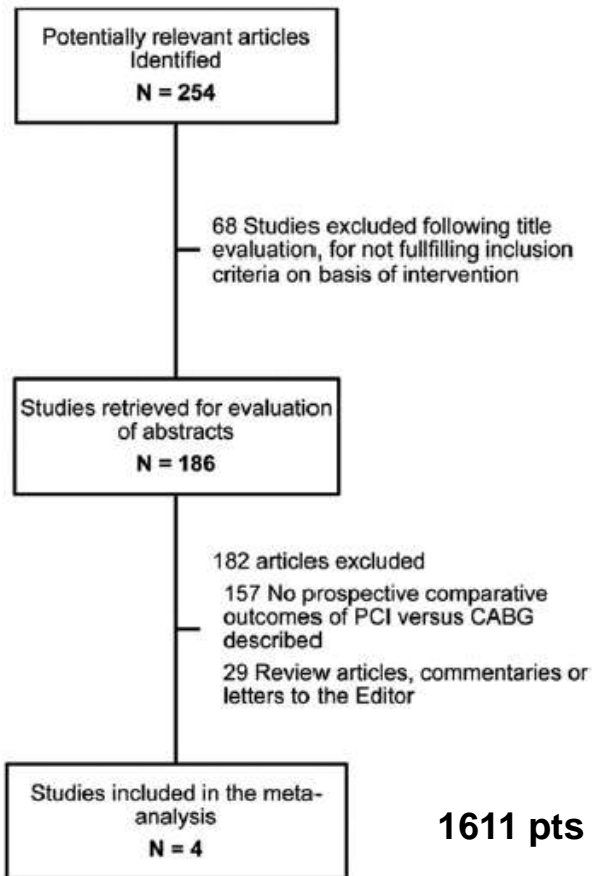 Potentially relevant articles
Identified
N = 254
68 Studies excluded following title
evaluation, for not fullfilling inclusion
criteria on basis of intervention
Studies retrieved for evaluation
of abstracts
N = 186
182 articles excluded
157 No prospective comparative
outcomes of PCI versus CABG
described
29 Review articles, commentaries or
letters to the Editor
Studies included in the meta-
analysis
N = 4
1611 pts